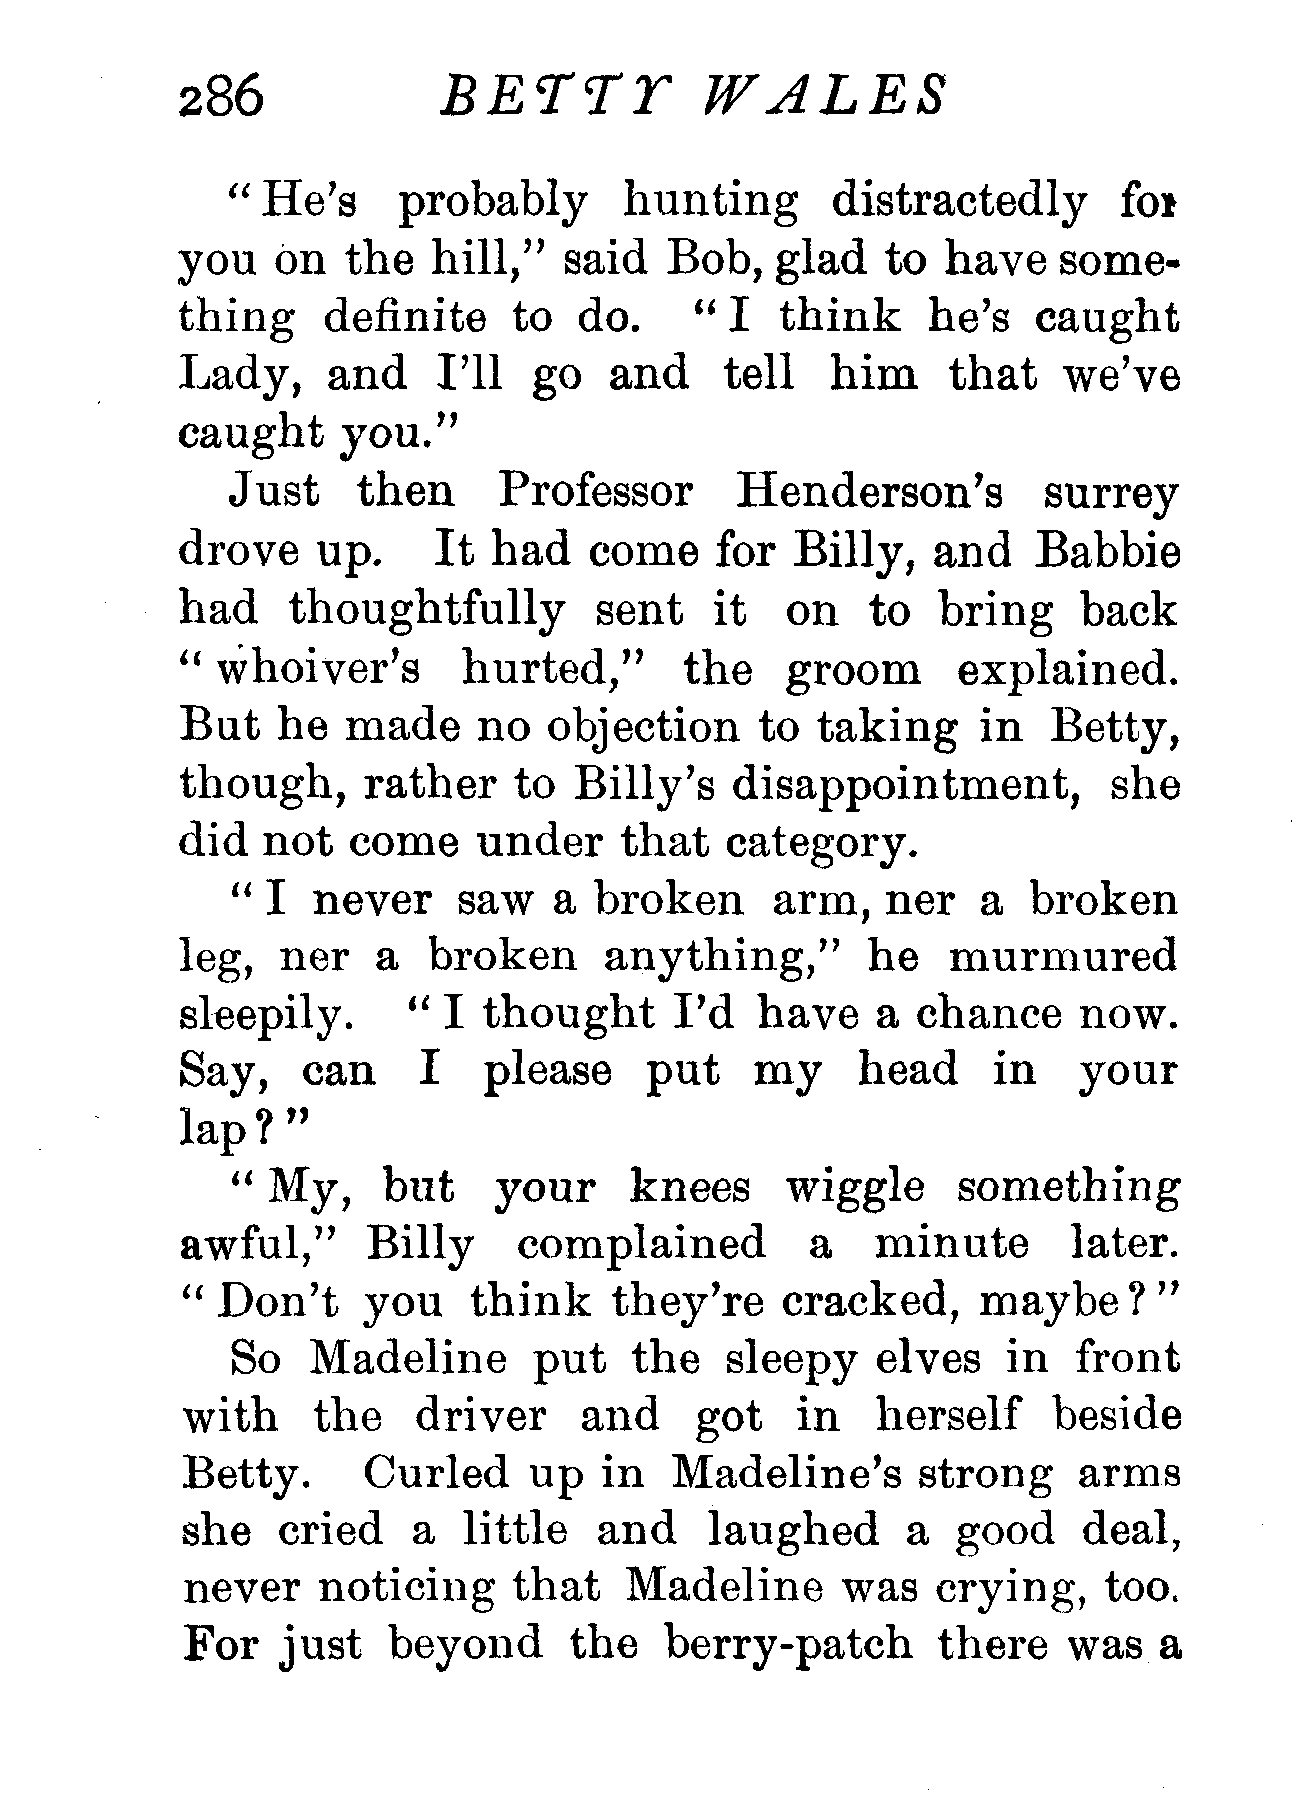 286 BETTY WALES
"He's probably hunting distractedly for
you on the hill," said Bob, glad to have some-
thing definite to do. "I think he's caught
Lady, and I'll go and tell him that we've
caught you."
Just then Professor Henderson's surrey
drove up. It had come for Billy, and Babbie
had thoughtfully sent it on to bring back
"whoiver's hurted," the groom explained.
But he made no objection to taking in Betty,
though, rather to Billy's disappointment, she
did not come under that category.
"I never saw a broken arm, ner a broken
leg, ner a broken anything," he murmured
sleepily. "I thought I'd have a chance now.
Say, can I please put my head in your
lap?"
"My, but your knees wiggle something
awful," Billy complained a minute later.
"Don't you think they're cracked, maybe?"
So Madeline put the sleepy elves in front
with the driver and got in herself beside
Betty. Curled up in Madeline's strong arms
she cried a little and laughed a good deal,
never noticing that Madeline was crying, too.
For just beyond the berry-patch there was a